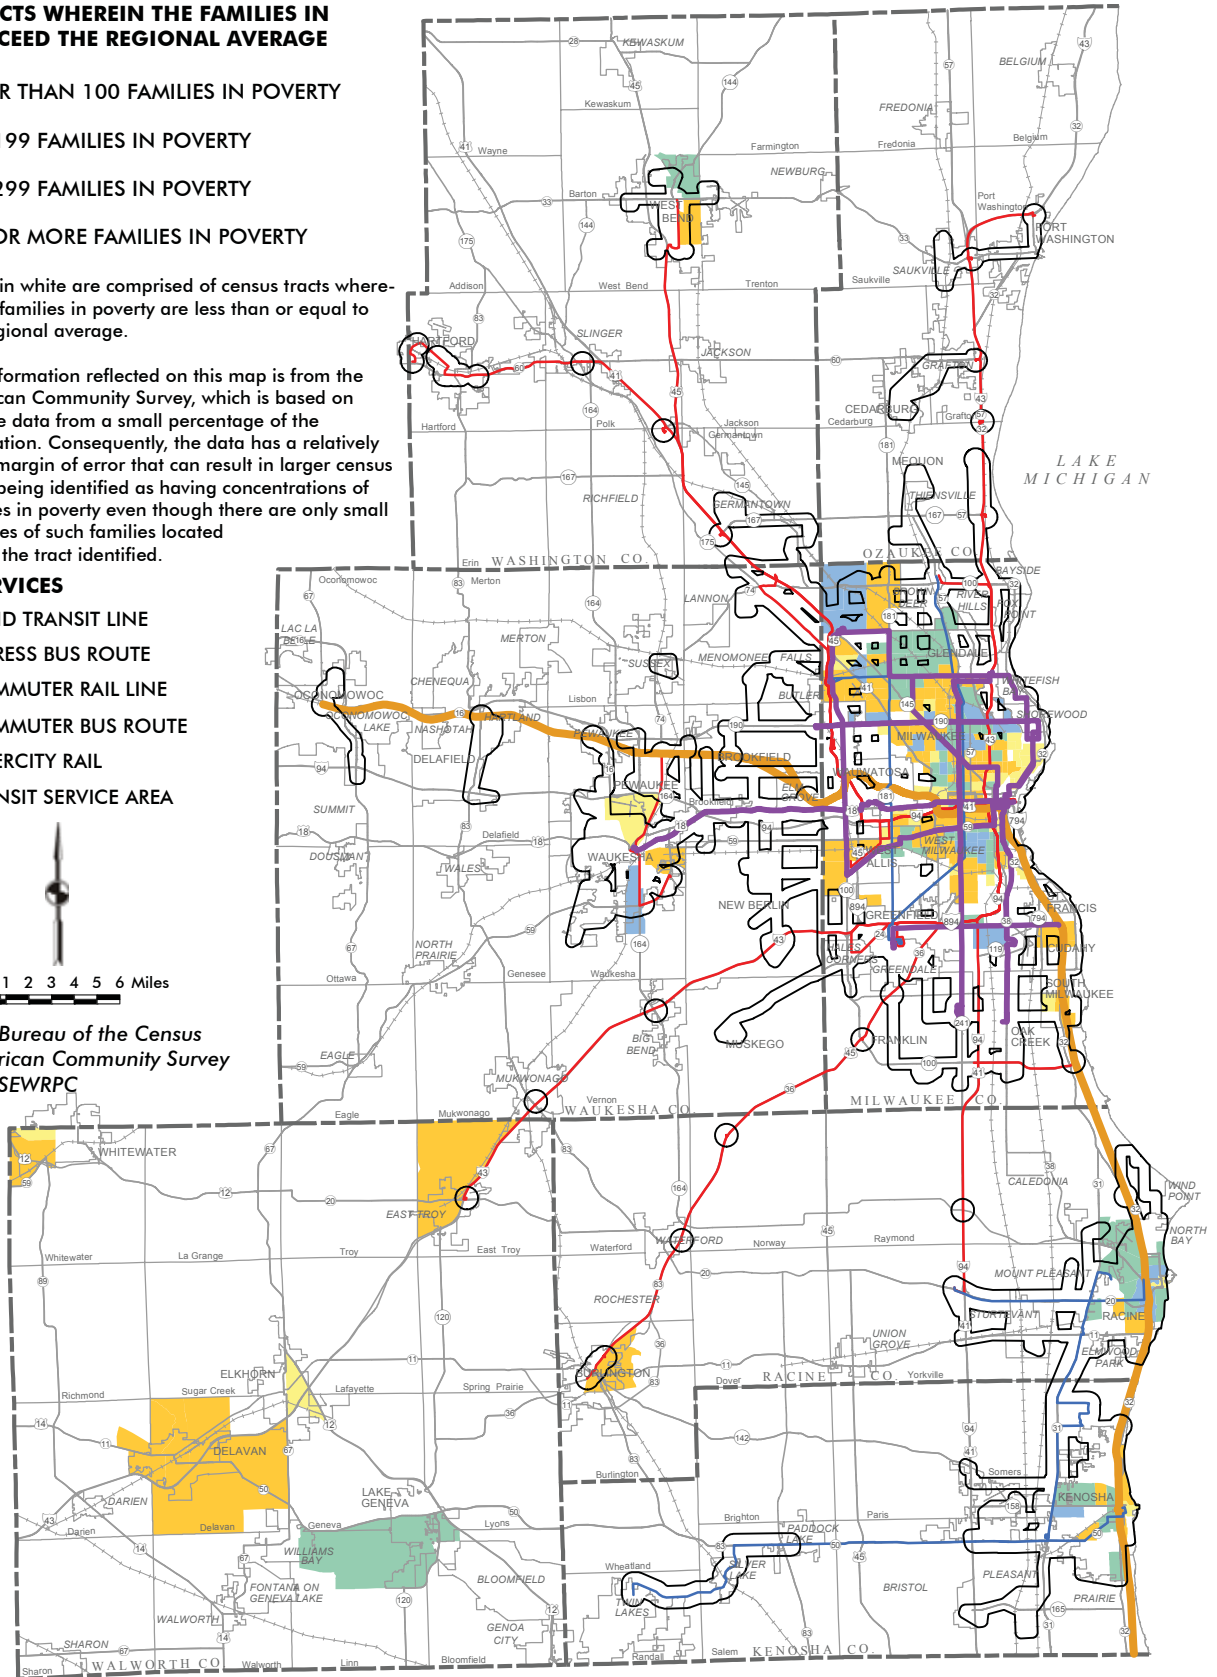 CTS WHEREIN THE FAMILIES IN
CEED THE REGIONAL AVERAGE
R THAN 100 FAMILIES IN POVERTY
199 FAMILIES IN POVERTY
299 FAMILIES IN POVERTY
OR MORE FAMILIES IN POVERTY
in white are comprised of census tracts where-
families in poverty are less than or equal to
gional average.
formation reflected on this map is from the
can Community Survey, which is based on
e data from a small percentage of the
ation. Consequently, the data has a relatively
margin of error that can result in larger census
being identified as having concentrations of
es in poverty even though there are only small
es of such families located
the tract identified.
RVICES
ID TRANSIT LINE
RESS BUS ROUTE
MMUTER RAIL LINE
MMUTER BUS ROUTE
ERCITY RAIL
NSIT SERVICE AREA
1 2 3 4 5 6 Miles
Bureau of the Census
rican Community Survey
SEWRPC
KEWASKUM
BELGIUM
Kewaskum
FREDONIA
Wayne
Farmington
Fredonia
Belgium
NEWBURG
Barton
WEST
BEND
Port
Washington
PORT
WASHINGTON
SAUKVILLE
Addison
West Bend
Trenton
Saukville
HARTFORD
SLINGER
JACKSON
GRAFTON
CEDARBURG
Hartford
Polk
Jackson
Germantown
Cedarburg
Grafton
MEQUON
LAKE
MICHIGAN
RICHFIELD
GERMANTOWN
THIENSVILLE
Erin
WASHINGTON CO.
OZAUKEE CO.
Oconomowoc
Merton
BAYSIDE
BROWN
DEER
RIVER
HILLS
FOX
POINT
LANNON
LAC LA
BELLE
MERTON
SUSSEX
MENOMONEE FALLS
GLENDALE
CHENEQUA
OCONOMOWOC
OCONOMOWOC
LAKE
NASHOTAH
HARTLAND
Lisbon
BUTLER
WHITEFISH
BAY
SHOREWOOD
PEWAUKEE
DELAFIELD
BROOKFIELD
MILWAUKEE
WAUWATOSA
PEWAUKEE
Brookfield
ELM
GROVE
SUMMIT
Delafield
DOUSMAN
WALES
WAUKESHA
WEST
MILWAUKEE
WEST
ALLIS
NEW BERLIN
GREENFIELD
ST.
FRANCIS
NORTH
PRAIRIE
HALES
CORNERS
GREENDALE
CUDAHY
Ottawa
Genesee
Waukesha
SOUTH
MILWAUKEE
BIG
BEND
MUSKEGO
FRANKLIN
OAK
CREEK
EAGLE
MUKWONAGO
Eagle
Mukwonago
Vernon
WAUKESHA CO.
MILWAUKEE CO.
WHITEWATER
CALEDONIA
WIND
POINT
EAST TROY
NORTH
BAY
Whitewater
La Grange
Troy
East Troy
Waterford
WATERFORD
Norway
Raymond
MOUNT PLEASANT
ROCHESTER
STURTEVANT
RACINE
UNION
GROVE
ELMWOOD
PARK
ELKHORN
BURLINGTON
Dover
RACINE CO.
Yorkville
Richmond
Sugar Creek
Lafayette
Spring Prairie
DELAVAN
Burlington
Somers
LAKE
GENEVA
KENOSHA
DARIEN
Darien
Delavan
Geneva
Lyons
Brighton
Paris
PADDOCK
LAKE
WILLIAMS
BAY
Wheatland
SILVER
LAKE
BLOOMFIELD
FONTANA ON
GENEVA LAKE
BRISTOL
PLEASANT
PRAIRIE
TWIN
LAKES
WALWORTH
GENOA
CITY
SHARON
Sharon
WALWORTH CO.
Walworth
Linn
Bloomfield
Randall
Salem
KENOSHA CO.